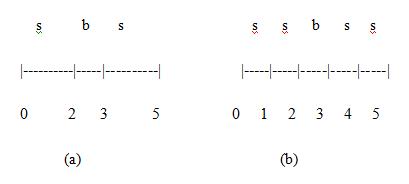 s b s s s b s s
|----------|-----|----------| |-----|-----|-----|-----|-----|
0 2 3 5 0 1 2 3 4 5
(a) (b)